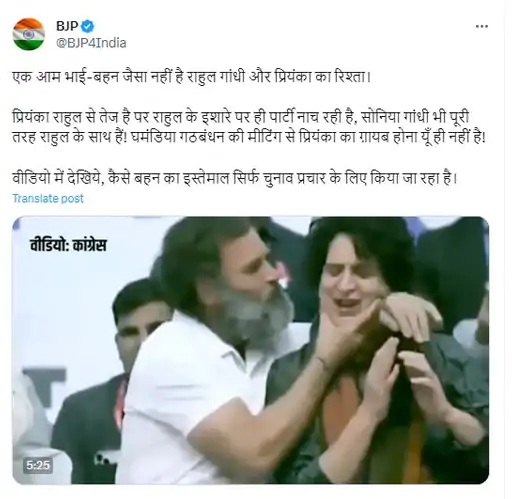 BJP
@BJP4India
एक आम भाई-बहन जैसा नहीं है राहुल गांधी और प्रियंका का रिश्ता।
प्रियंका राहुल से तेज है पर राहुल के इशारे पर ही पार्टी नाच रही है, सोनिया गांधी भी पूरी
तरह राहुल के साथ हैं! घमंडिया गठबंधन की मीटिंग से प्रियंका का ग़ायब होना यूँ ही नहीं है!
वीडियो में देखिये, कैसे बहन का इस्तेमाल सिर्फ चुनाव प्रचार के लिए किया जा रहा है।
Translate post
वीडियो: कांग्रेस
5:25